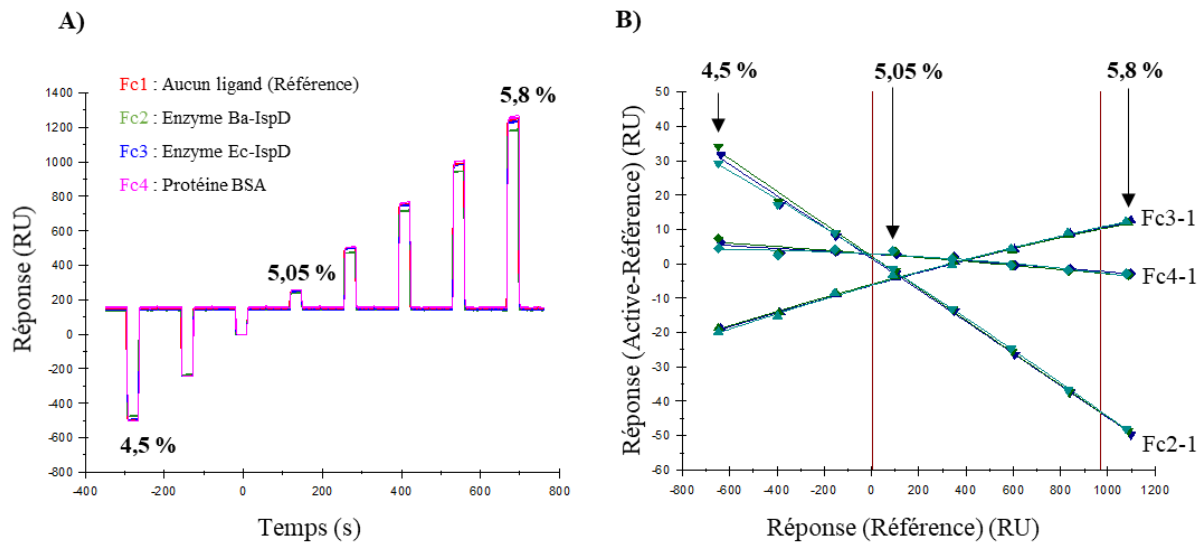 A)
Fc1 : Aucun ligand (Référence)
Fc2 : Enzyme Ba-IspD
Fc3 : Enzyme Ec-IspD
Fc4 : Protéine BSA
5,8 %
5,05 %
4,5 %
Réponse (RU)
1400
1200
1000
800
600
400
200
0
-200
-400
-600
-800
-400 -200 0 200 400 600 800
Temps (s)
B)
4,5 %
5,05 %
5,8 %
Réponse (Active-Référence) (RU)
50
40
30
20
10
0
-10
-20
-30
-40
-50
-60
Fc3-1
Fc4-1
Fc2-1
-800 -600 -400 -200 0 200 400 600 800 1000 1200
Réponse (Référence) (RU)